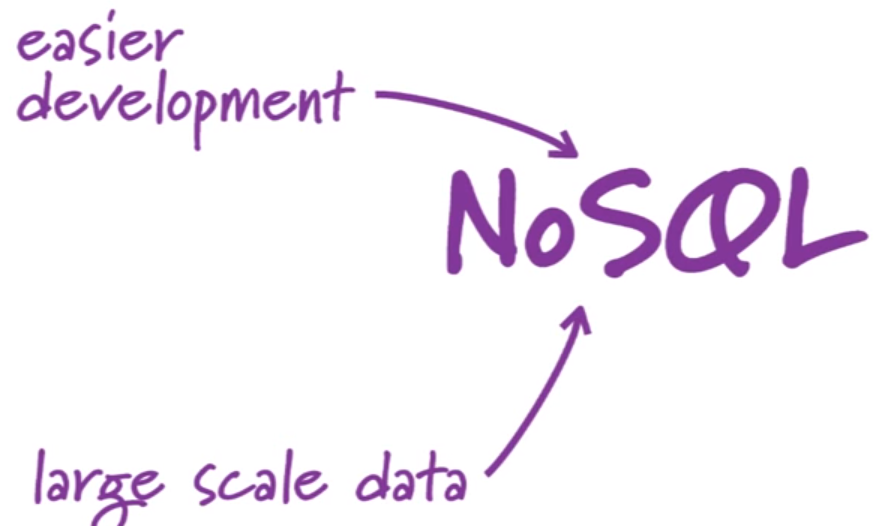 easier
development
NoSQL
large scale data